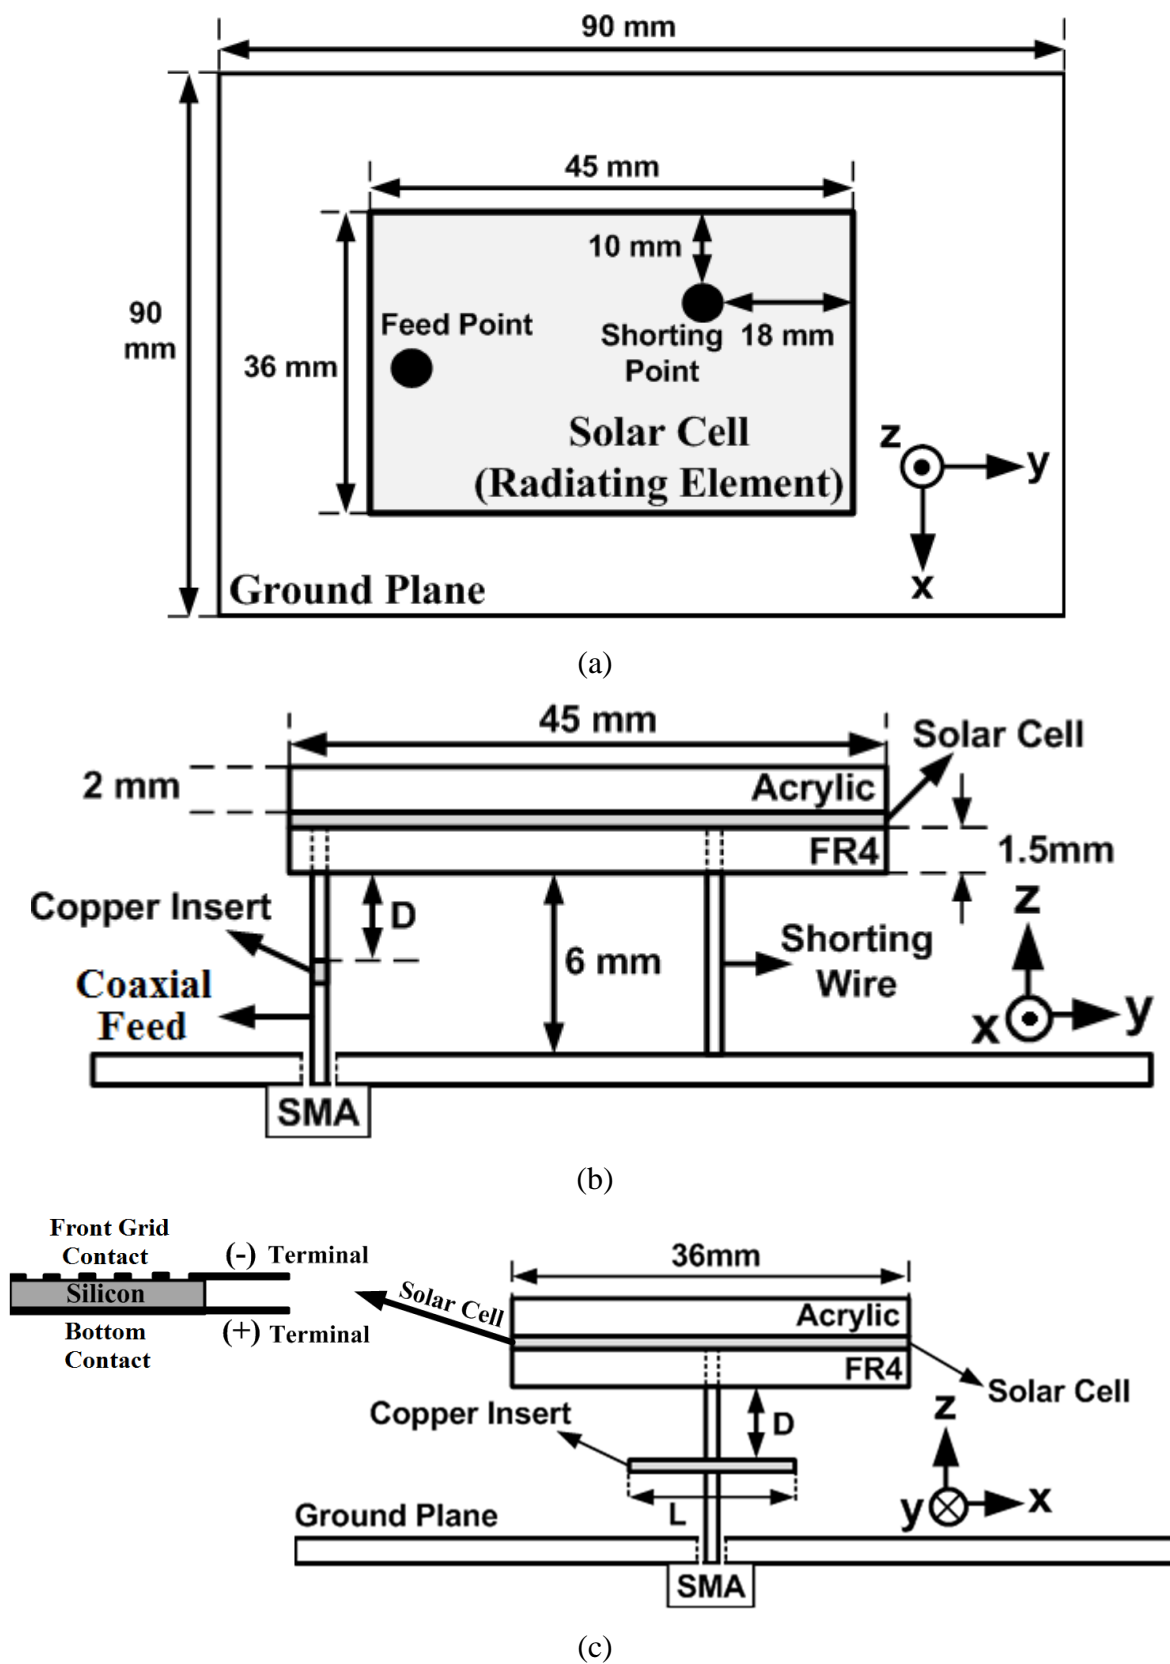 90 mm
45 mm
10 mm
90
mm
Feed Point
Shorting
Point
18 mm
36 mm
Solar Cell
(Radiating Element)
z
y
x
Ground Plane
(a)
45 mm
Solar Cell
2 mm
Acrylic
FR4
1.5mm
Copper Insert
D
z
Coaxial
Feed
6 mm
Shorting
Wire
x
y
SMA
(b)
Front Grid
Contact
(-) Terminal
Silicon
Bottom
Contact
(+) Terminal
Solar Cell
36mm
Acrylic
FR4
Solar Cell
Copper Insert
D
z
y
x
L
Ground Plane
SMA
(c)